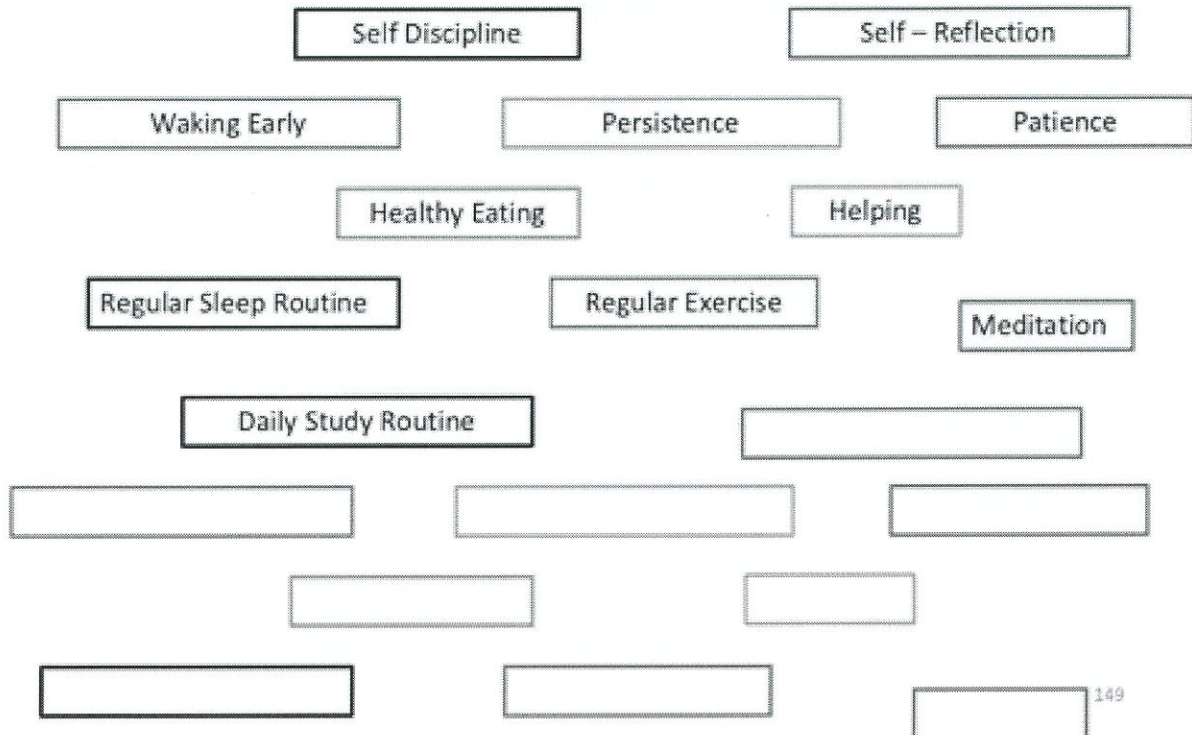 Self Discipline
Self – Reflection
Waking Early
Persistence
Patience
Healthy Eating
Helping
Regular Sleep Routine
Regular Exercise
Meditation
Daily Study Routine
149